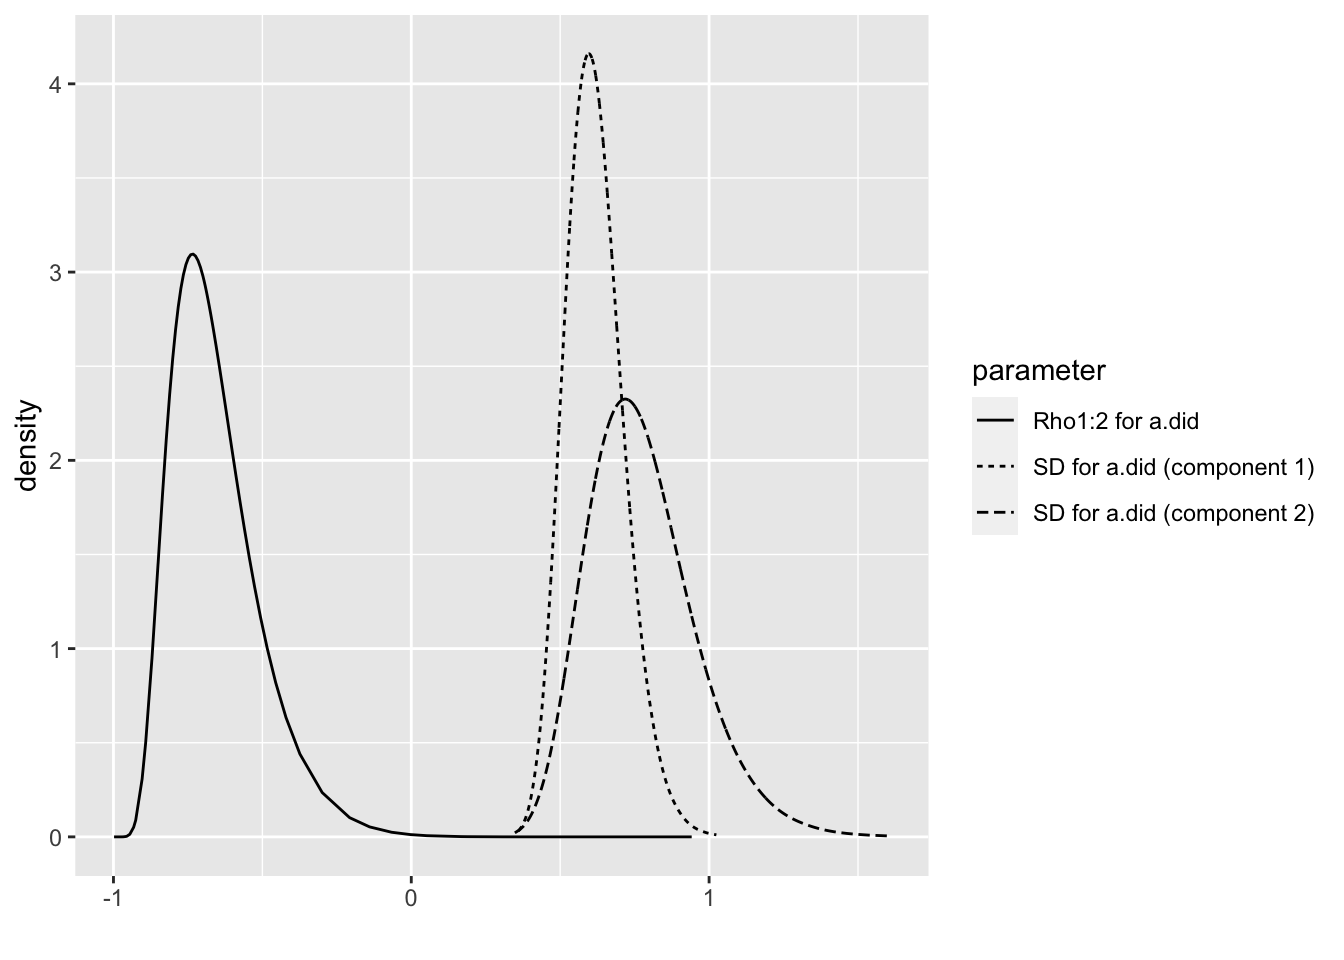 4
3
2
1
0
density
-1
0
1
parameter
Rho1:2 for a.did
SD for a.did (component 1)
SD for a.did (component 2)